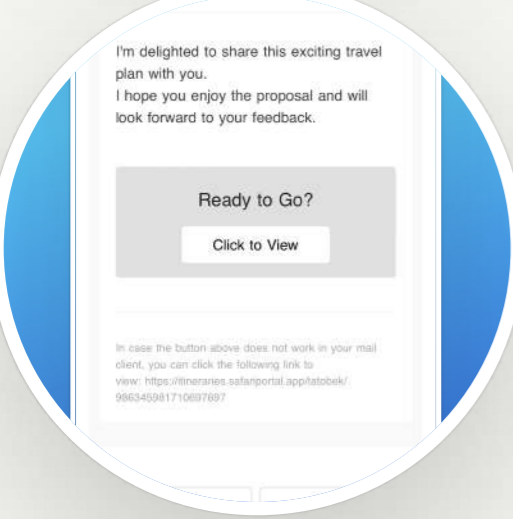 I'm delighted to share this exciting travel
plan with you.
I hope you enjoy the proposal and will
look forward to your feedback.
Ready to Go?
Click to View
In case the button above does not work in your mail
client, you can click the following link to
view: https://itineraries.safariportal.app/tatobek/
986345981710697697